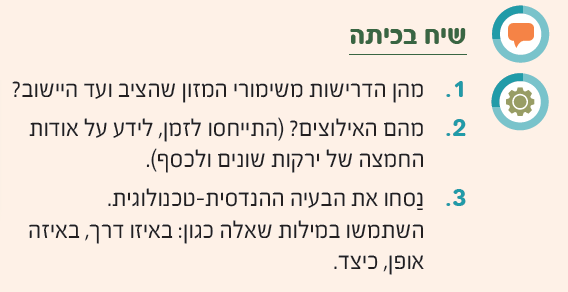 שיח בכיתה
1. מהן הדרישות משימורי המזון שהציב ועד היישוב?
2. מהם האילוצים? (התייחסו לזמן, לידע על אודות
החמצה של ירקות שונים ולכסף).
3. נַסחו את הבעיה ההנדסית-טכנולוגית.
השתמשו במילות שאלה כגון: באיזו דרך, באיזה
אופן, כיצד.